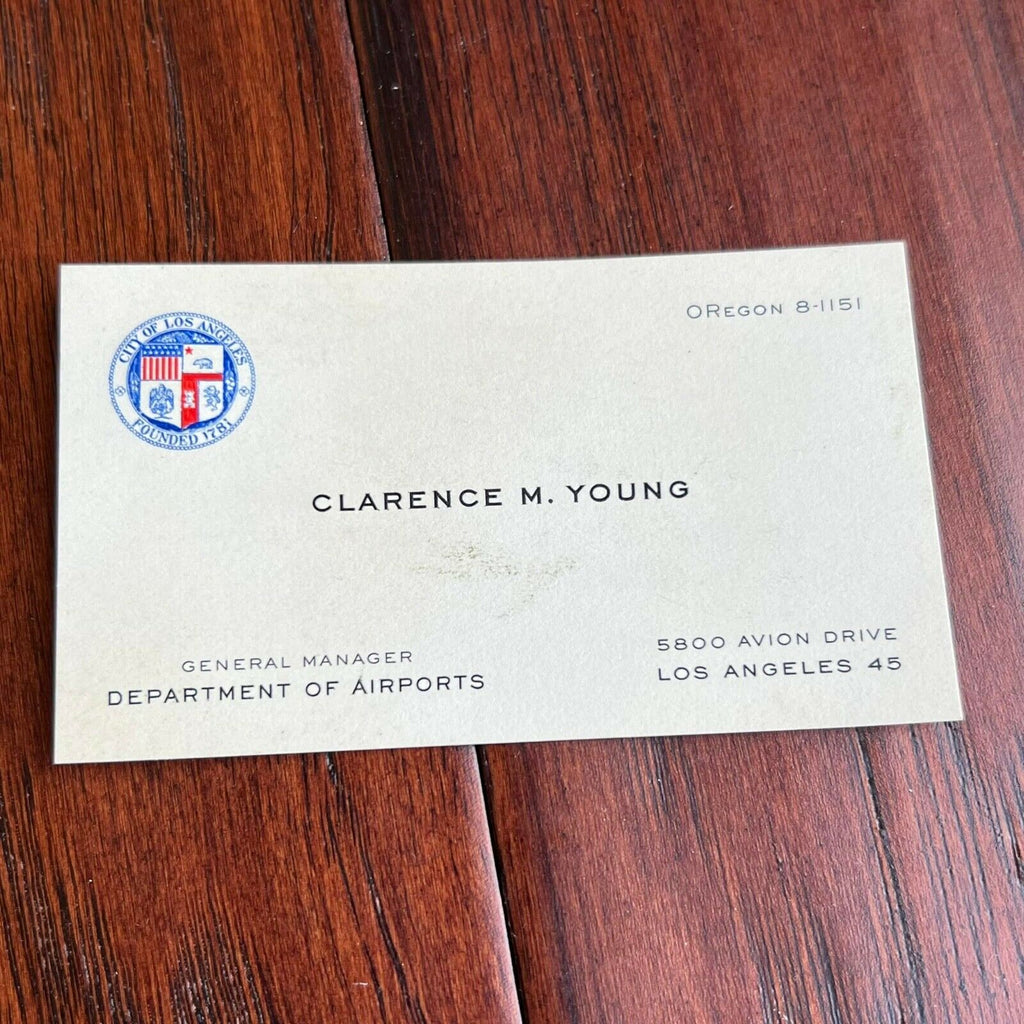 CITY OF LOS ANGELES
FOUNDED 1781
OREGON 8-1151
CLARENCE M. YOUNG
GENERAL MANAGER
DEPARTMENT OF AIRPORTS
5800 AVION DRIVE
LOS ANGELES 45